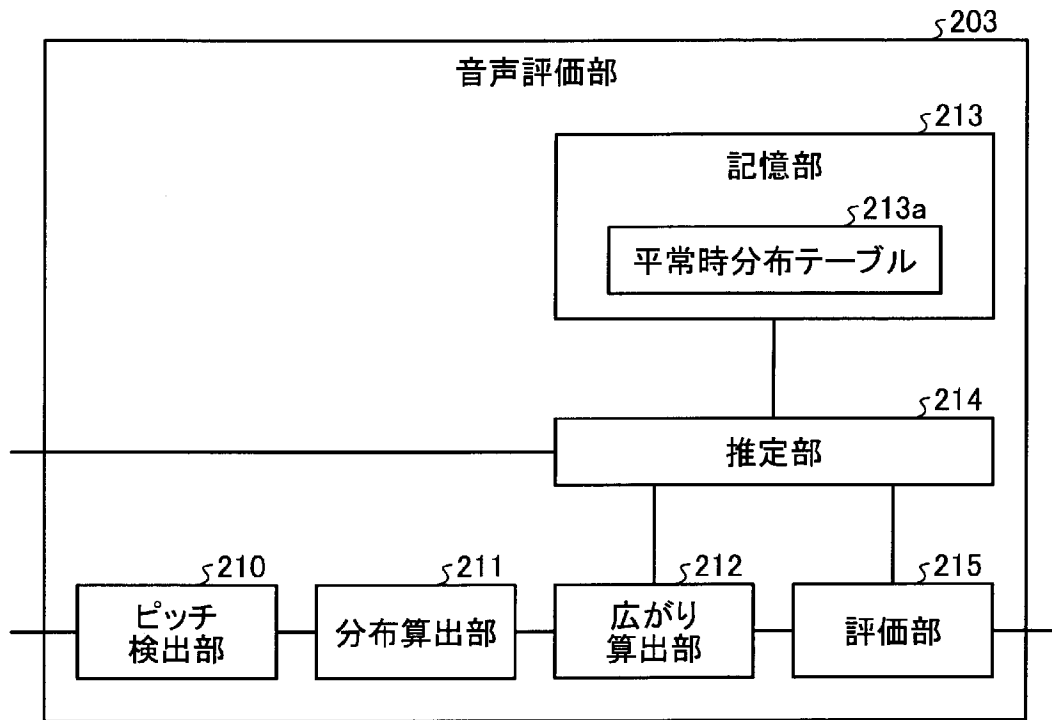 203
音声評価部
213
記憶部
213a
平常時分布テーブル
214
推定部
210
ピッチ
検出部
211
分布算出部
212
広がり
算出部
215
評価部